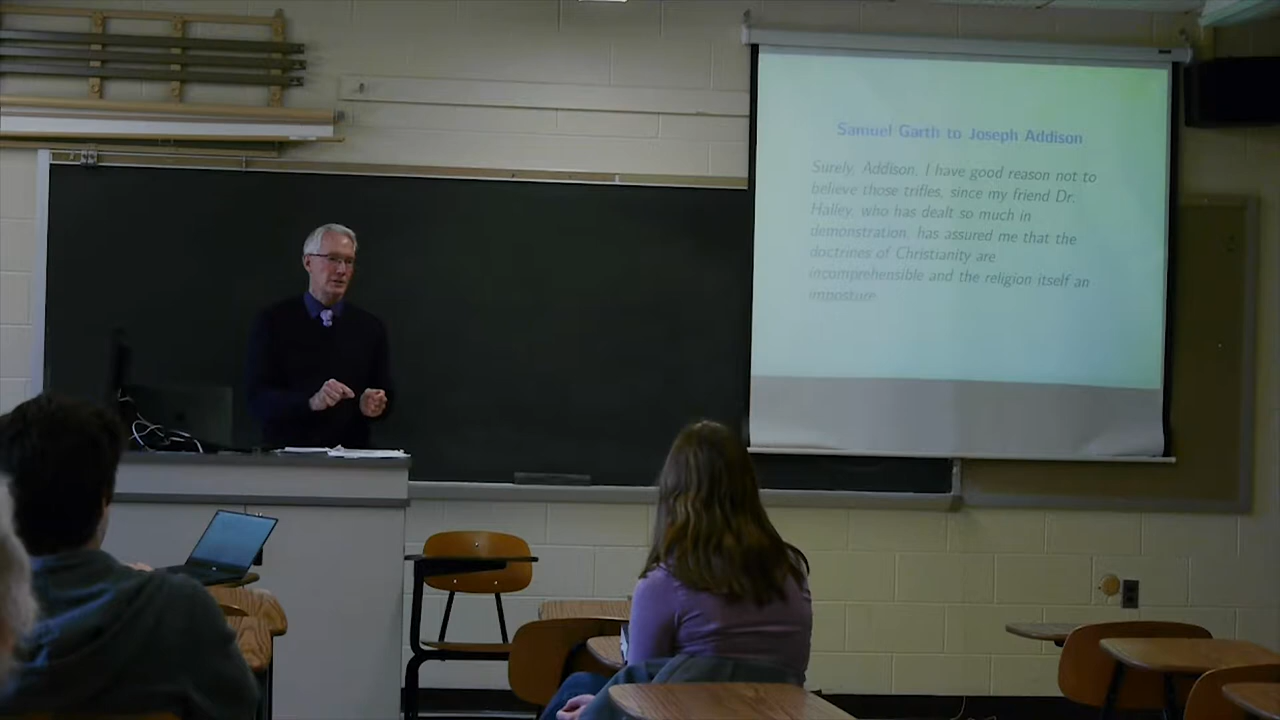 Samuel Garth to Joseph Addison
Surely, Addison, I have good reason not to
believe those trifles, since my friend Dr.
Halley, who has dealt so much in
demonstration, has assured me that the
doctrines of Christianity are
incomprehensible and the religion itself an
imposture.